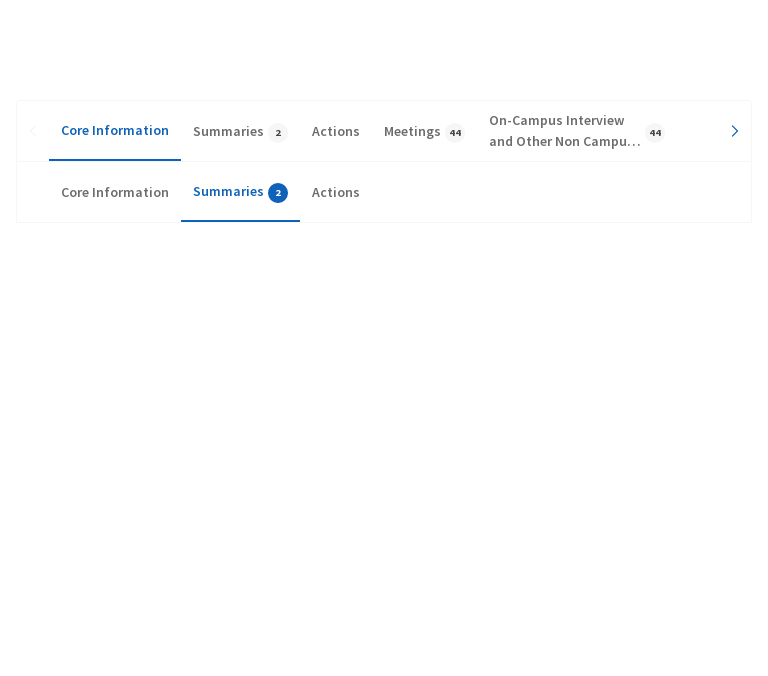 Core Information Summaries 2 Actions Meetings 44 On-Campus Interview
and Other Non Campu… 44
Core Information Summaries 2 Actions